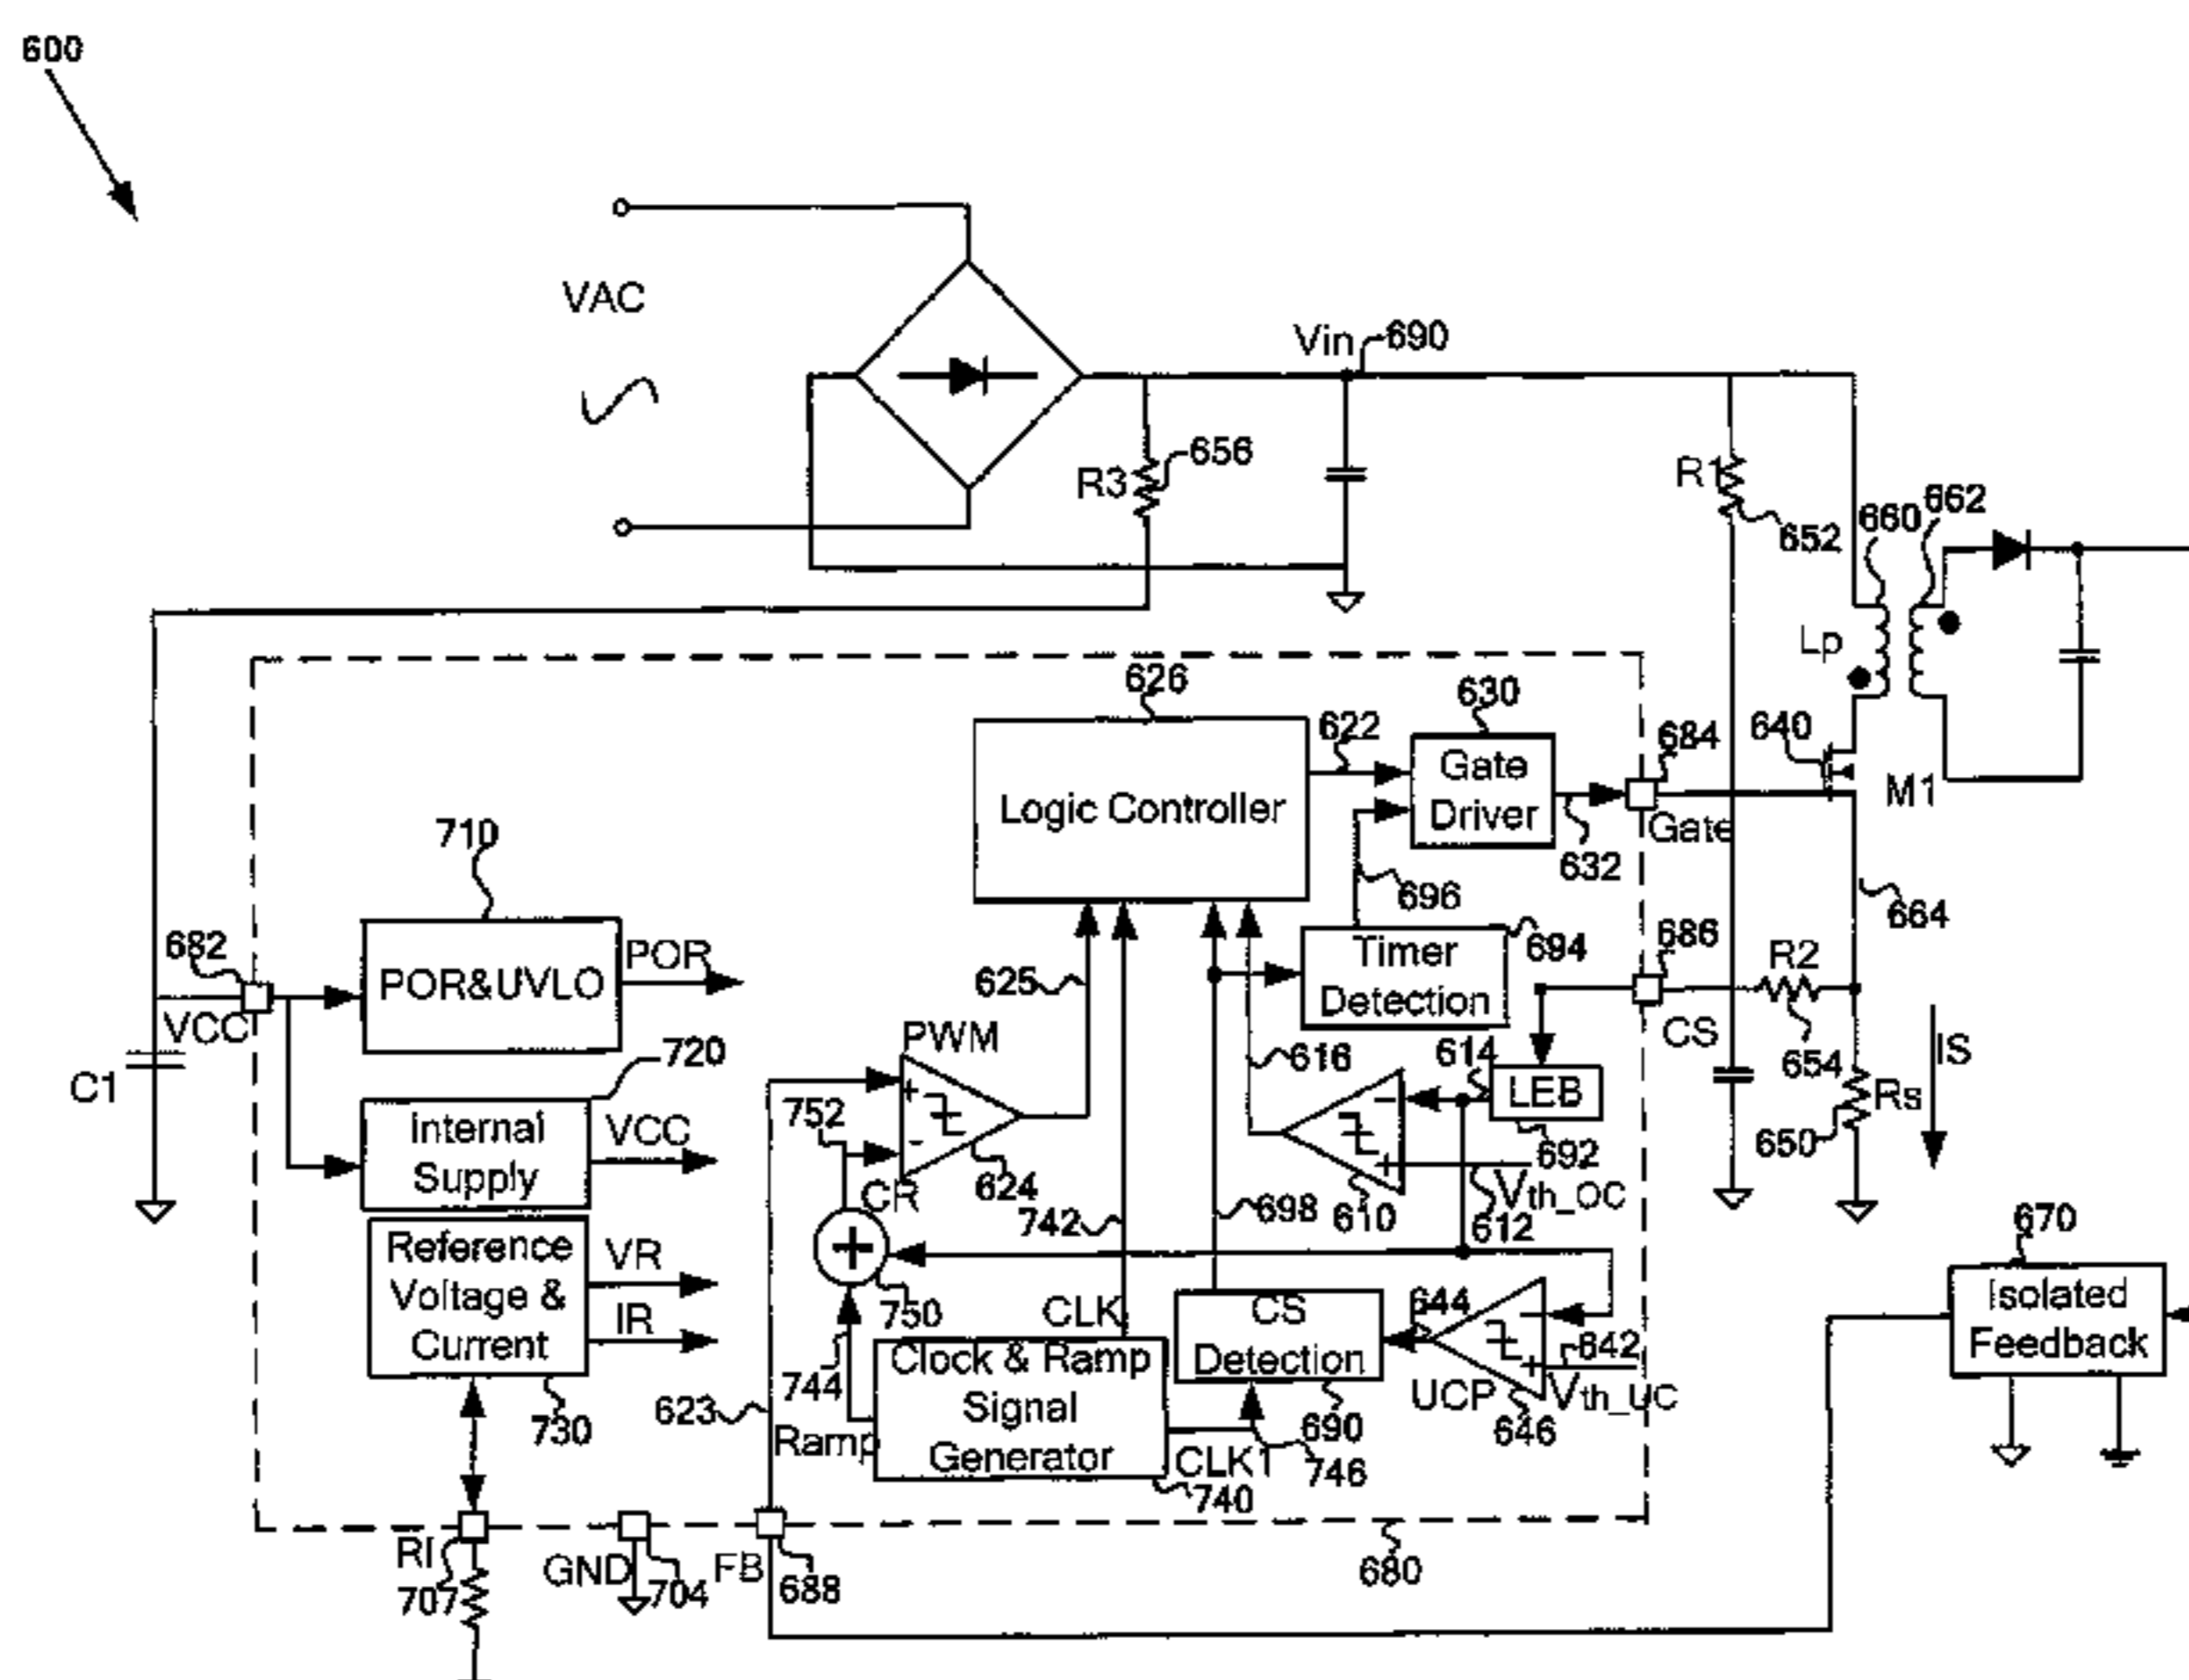 600
VAC
Vin 690
R3 656
R1 652
660 662
Lp
626
630
622
640
684
Logic Controller
Gate
Driver
M1
Gate
632
696
664
710
682
POR&UVLO
POR
VCC
625
Timer
Detection
694
686
R2
CS
654
IS
C1
720
PWM
616
614
LEB
692
Rs
650
Internal
Supply
VCC
752
624
CR
742
698
610
Vth_OC
612
670
Reference
Voltage &
Current
VR
IR
730
750
CLK
CS
Detection
644
642
Isolated
Feedback
744
Clock & Ramp
Signal
Generator
UCP
Vth_UC
623
Ramp
690
646
CLK1
746
740
RI
707
GND
704
FB
688
680